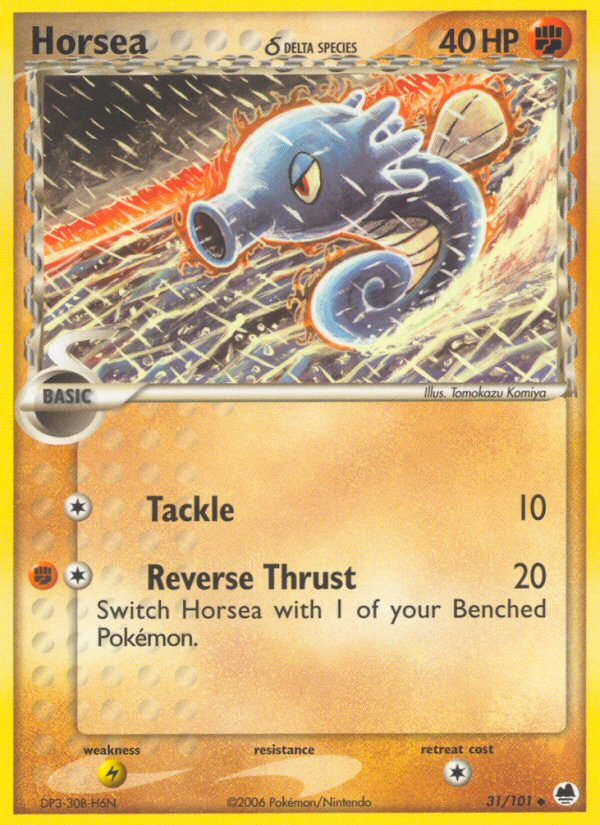 Horsea δ DELTA SPECIES 40 HP
BASIC
Illus. Tomokazu Komiya
Tackle 10
Reverse Thrust 20
Switch Horsea with 1 of your Benched
Pokémon.
weakness resistance retreat cost
DP3-308-H6N ©2006 Pokémon/Nintendo 31/101